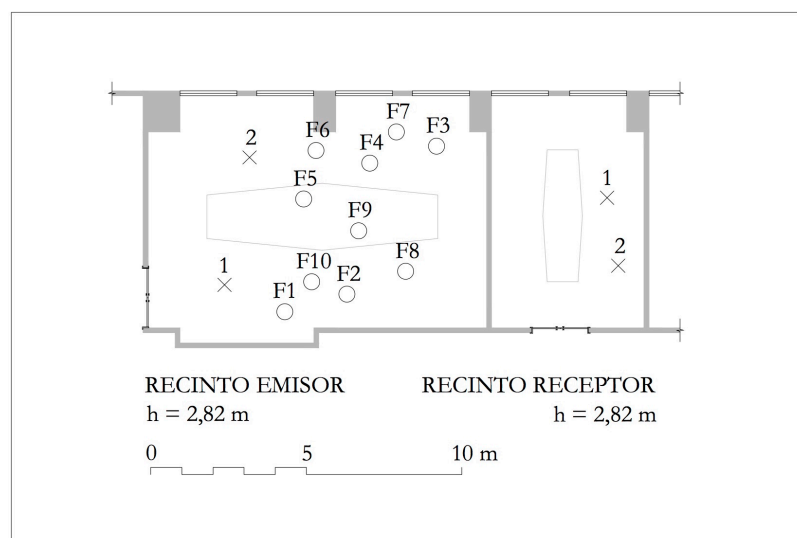 F7
2
F6
F3
F4
F5
1
F9
2
F8
1
F10
F2
F1
RECINTO EMISOR
RECINTO RECEPTOR
h = 2,82 m
h = 2,82 m
0
5
10 m